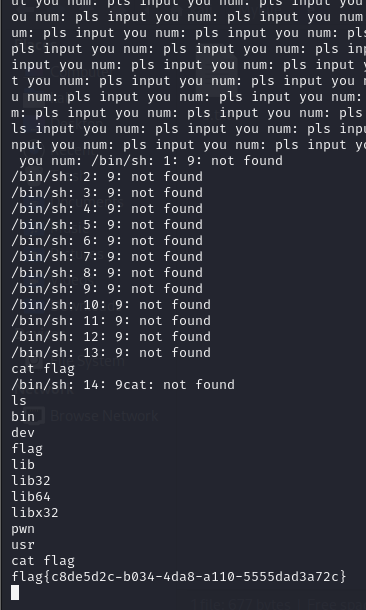 ut you num: pls input you num: pls input you n
ou num: pls input you num: pls input you num
um: pls input you num: pls input you num: pl
pls input you num: pls input you num: pls
input you num: pls input you num: pls input y
t you num: pls input you num: pls input you
u num: pls input you num: pls input you num:
m: pls input you num: pls input you num: pls
ls input you num: pls input you num: pls inpu
nput you num: pls input you num: pls input yo
you num: /bin/sh: 1: 9: not found
/bin/sh: 2: 9: not found
/bin/sh: 3: 9: not found
/bin/sh: 4: 9: not found
/bin/sh: 5: 9: not found
/bin/sh: 6: 9: not found
/bin/sh: 7: 9: not found
/bin/sh: 8: 9: not found
/bin/sh: 9: 9: not found
/bin/sh: 10: 9: not found
/bin/sh: 11: 9: not found
/bin/sh: 12: 9: not found
/bin/sh: 13: 9: not found
cat flag
/bin/sh: 14: 9cat: not found
ls
bin
Browse Network
dev
flag
lib
lib32
lib64
libx32
pwn
usr
cat flag
flag{c8de5d2c-b034-4da8-a110-5555dad3a72c}